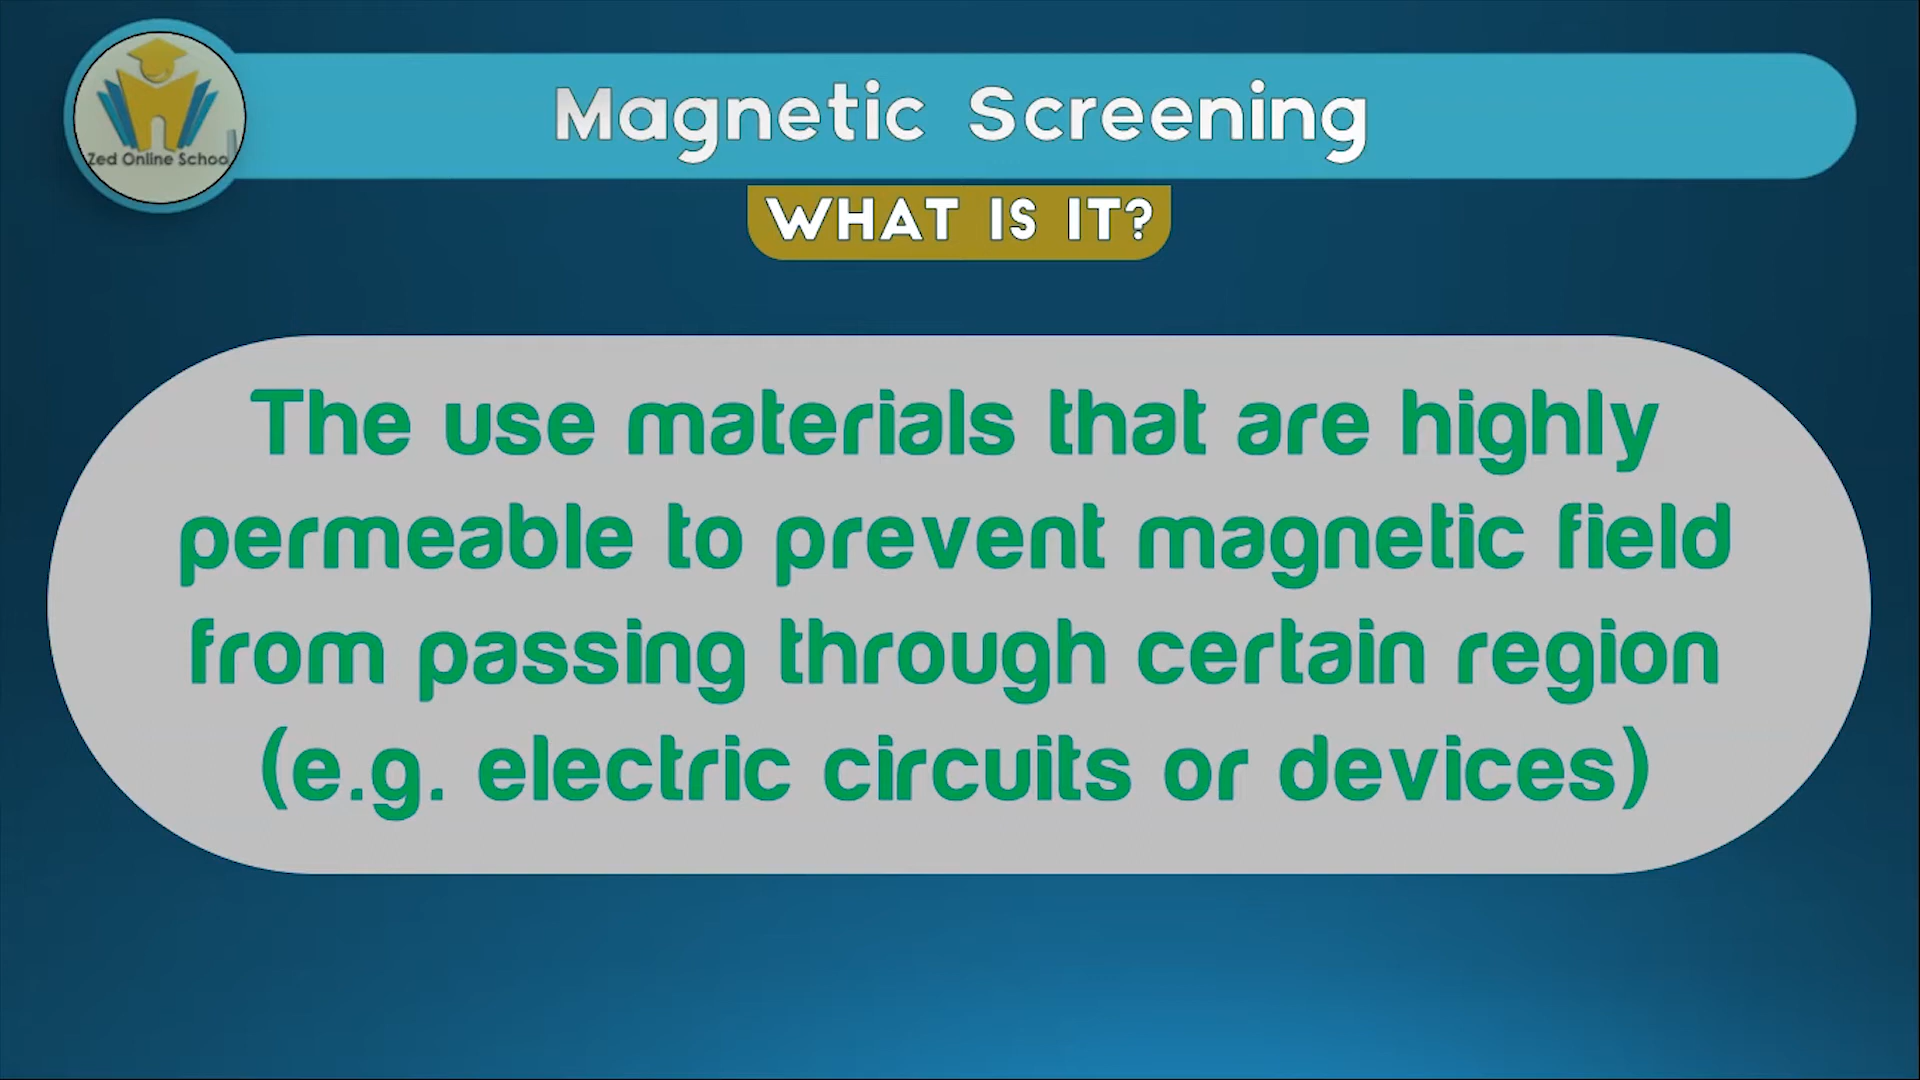 Magnetic Screening
Zed Online School
WHAT IS IT?
The use materials that are highly
permeable to prevent magnetic field
from passing through certain region
(e.g. electric circuits or devices)